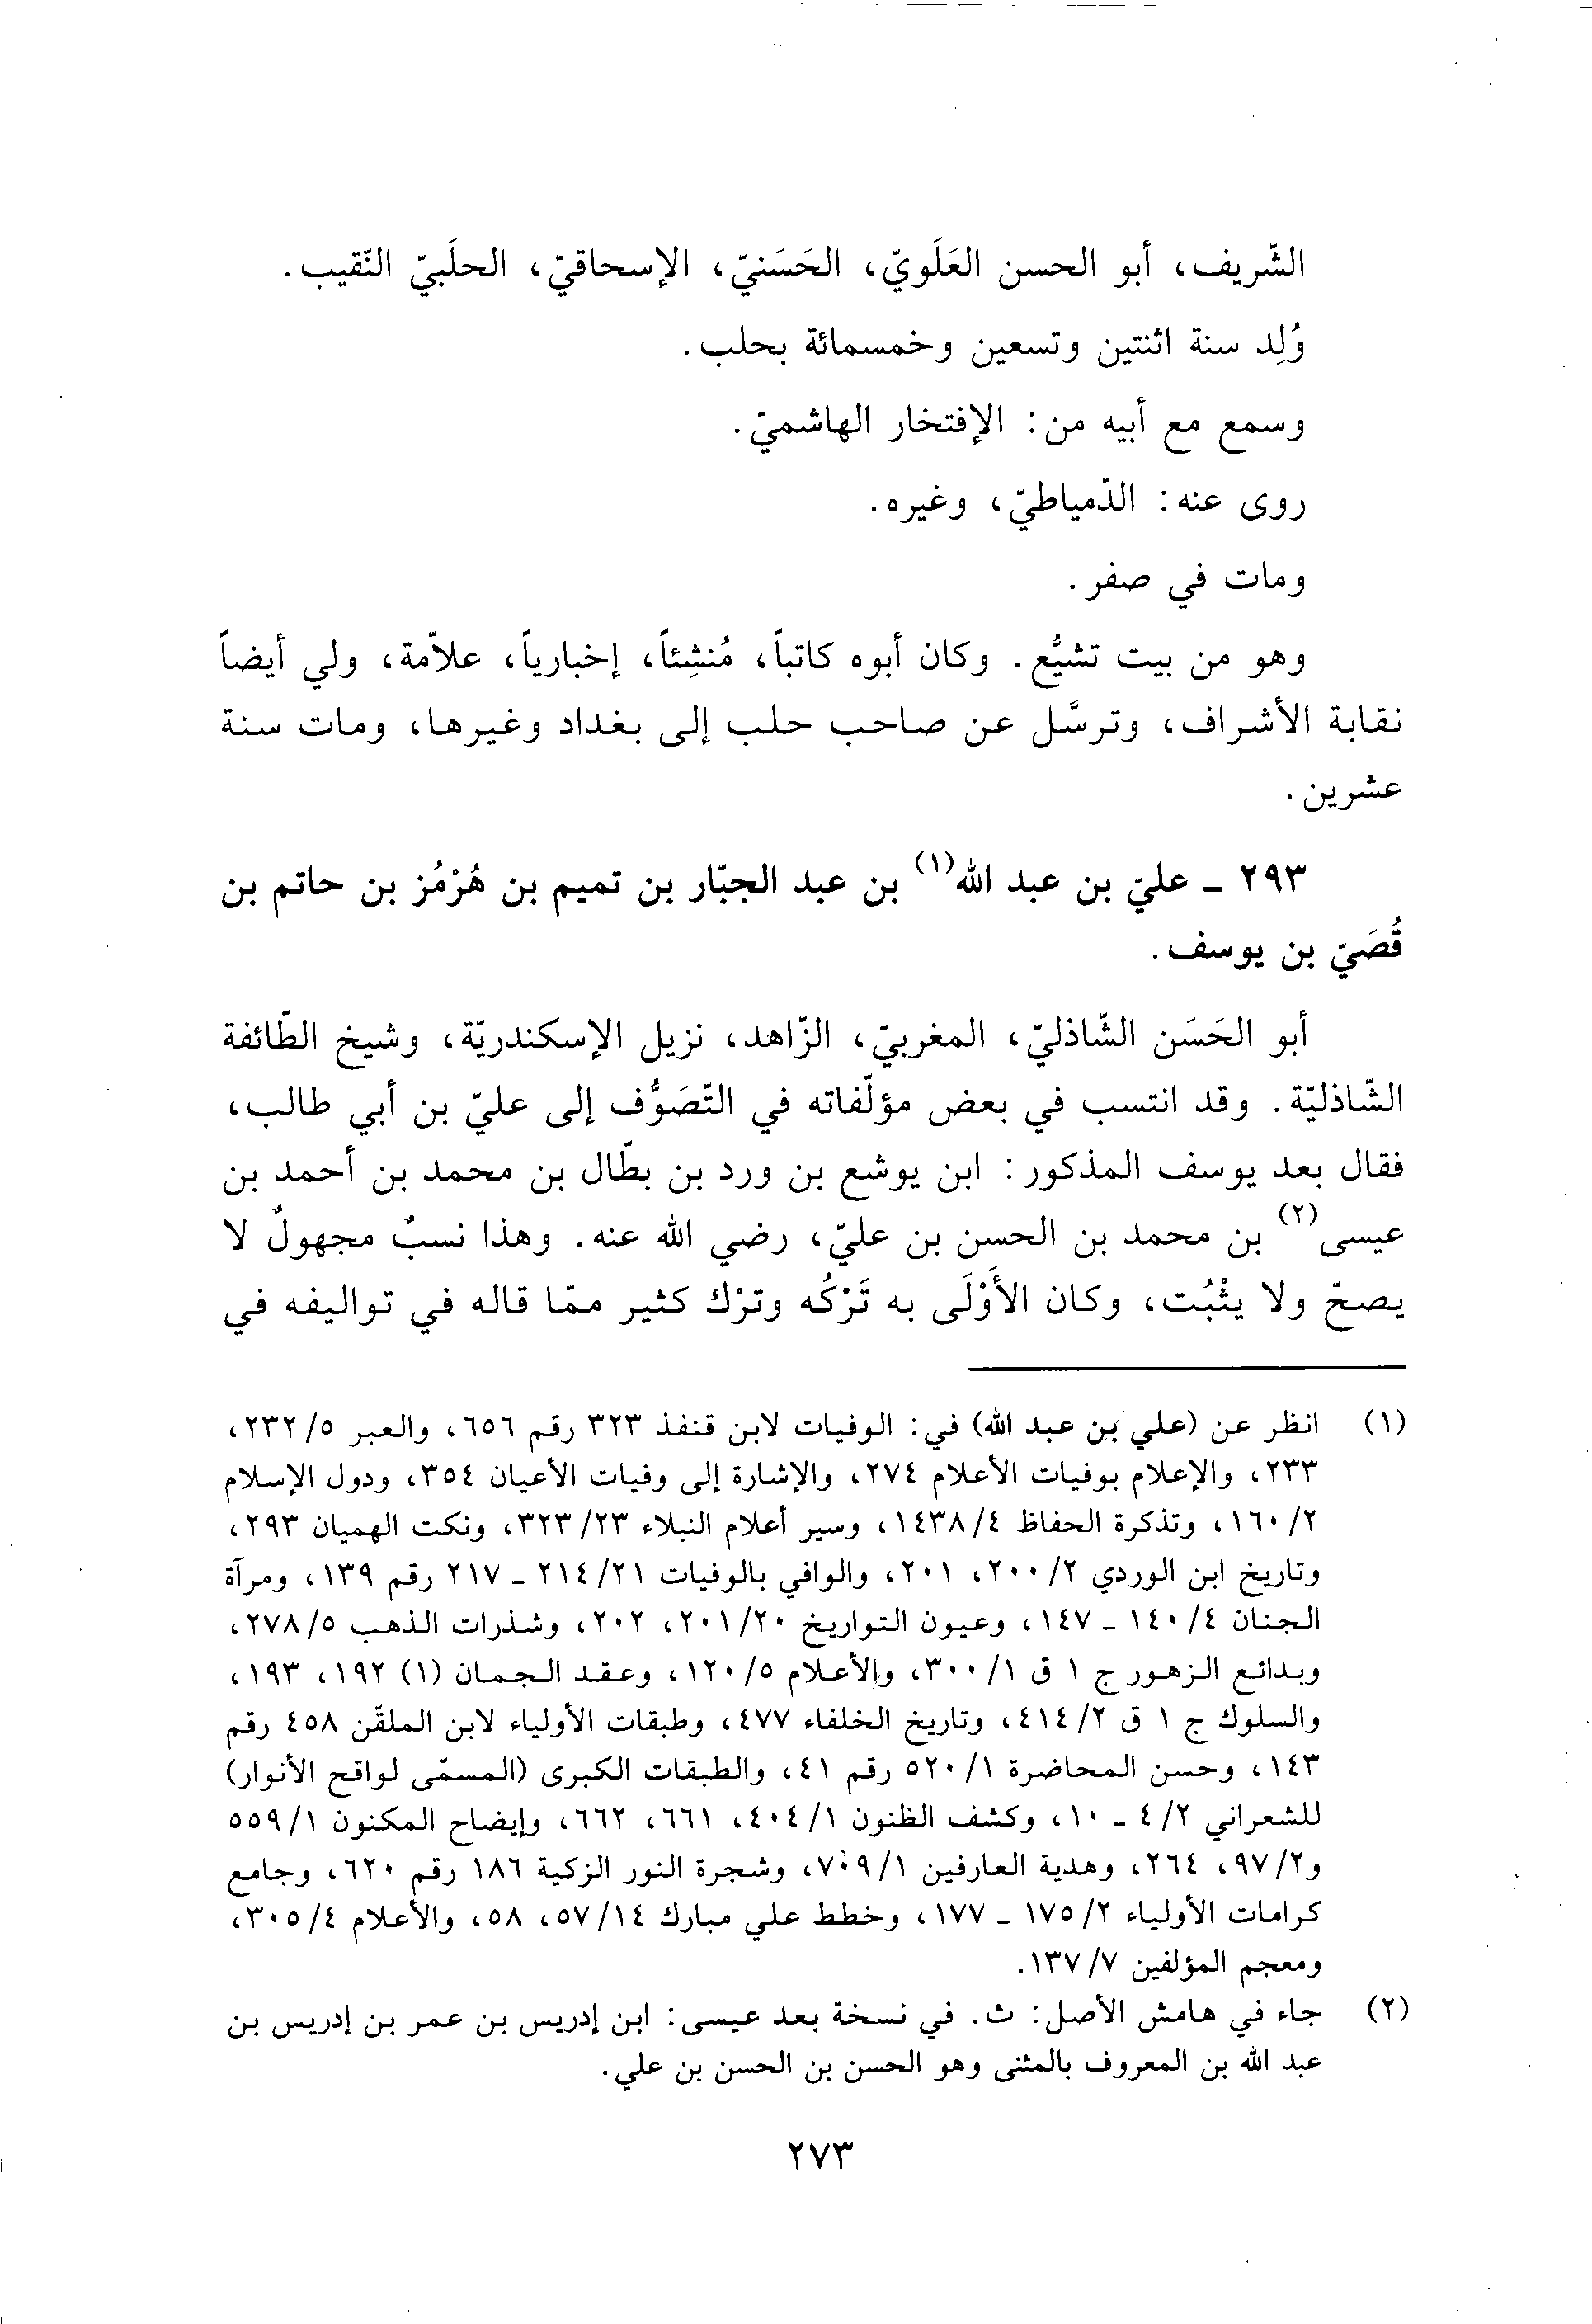 الشّريف، أبو الحسن العَلَويّ، الحَسَنيّ، الإسحاقيّ، الحلَبيّ النّقيب.
وُلِد سنة اثنتين وتسعين وخمسمائة بحلب.
وسمع مع أبيه من: الإفتخار الهاشميّ.
روى عنه: الدّمياطيّ، وغيره.
ومات في صفر.
وهو من بيت تشيُّع. وكان أبوه كاتباً، مُنشِئاً، إخبارياً، علاّمة، ولي أيضاً
نقابة الأشراف، وترسَّل عن صاحب حلب إلى بغداد وغيرها، ومات سنة
عشرين.
٢٩٣ ـ عليّ بن عبد الله(١) بن عبد الجبّار بن تميم بن هُرْمُز بن حاتم بن
قُصَيّ بن يوسف.
أبو الحَسَن الشّاذليّ، المغربيّ، الزّاهد، نزيل الإسكندريّة، وشيخ الطّائفة
الشّاذليّة. وقد انتسب في بعض مؤلّفاته في التّصَوُّف إلى عليّ بن أبي طالب،
فقال بعد يوسف المذكور: ابن يوشع بن ورد بن بطّال بن محمد بن أحمد بن
عيسى(٢) بن محمد بن الحسن بن عليّ، رضي الله عنه. وهذا نسبٌ مجهولٌ لا
يصحّ ولا يثْبُت، وكان الأَوْلَى به تَرْكُه وترْك كثير ممّا قاله في تواليفه في
(١) انظر عن (علي بن عبد الله) في: الوفيات لابن قنفذ ٣٢٣ رقم ٦٥٦، والعبر ٥/ ٢٣٢،
٢٣٣، والإعلام بوفيات الأعلام ٢٧٤، والإشارة إلى وفيات الأعيان ٣٥٤، ودول الإسلام
٢/ ١٦٠، وتذكرة الحفاظ ٤/ ١٤٣٨، وسير أعلام النبلاء ٢٣/ ٣٢٣، ونكت الهميان ٢٩٣،
وتاريخ ابن الوردي ٢/ ٢٠٠، ٢٠١، والوافي بالوفيات ٢١/ ٢١٤ ـ ٢١٧ رقم ١٣٩، ومرآة
الجنان ٤/ ١٤٠ ـ ١٤٧، وعيون التواريخ ٢٠/ ٢٠١، ٢٠٢، وشذرات الذهب ٥/ ٢٧٨،
وبدائع الزهور ج ١ ق ١/ ٣٠٠، والأعلام ٥/ ١٢٠، وعقد الجمان (١) ١٩٢، ١٩٣،
والسلوك ج ١ ق ٢/ ٤١٤، وتاريخ الخلفاء ٤٧٧، وطبقات الأولياء لابن الملقّن ٤٥٨ رقم
١٤٣، وحسن المحاضرة ١/ ٥٢٠ رقم ٤١، والطبقات الكبرى (المسمّى لواقح الأنوار)
للشعراني ٢/ ٤ ـ ١٠، وكشف الظنون ١/ ٤٠٤، ٦٦١، ٦٦٢، وإيضاح المكنون ١/ ٥٥٩
و٢/ ٩٧، ٢٦٤، وهدية العارفين ١/ ٧٠٩، وشجرة النور الزكية ١٨٦ رقم ٦٢٠، وجامع
كرامات الأولياء ٢/ ١٧٥ ـ ١٧٧، وخطط علي مبارك ١٤/ ٥٧، ٥٨، والأعلام ٤/ ٣٠٥،
ومعجم المؤلفين ٧/ ١٣٧.
(٢) جاء في هامش الأصل: ث. في نسخة بعد عيسى: ابن إدريس بن عمر بن إدريس بن
عبد الله بن المعروف بالمثنى وهو الحسن بن الحسن بن علي.
٢٧٣